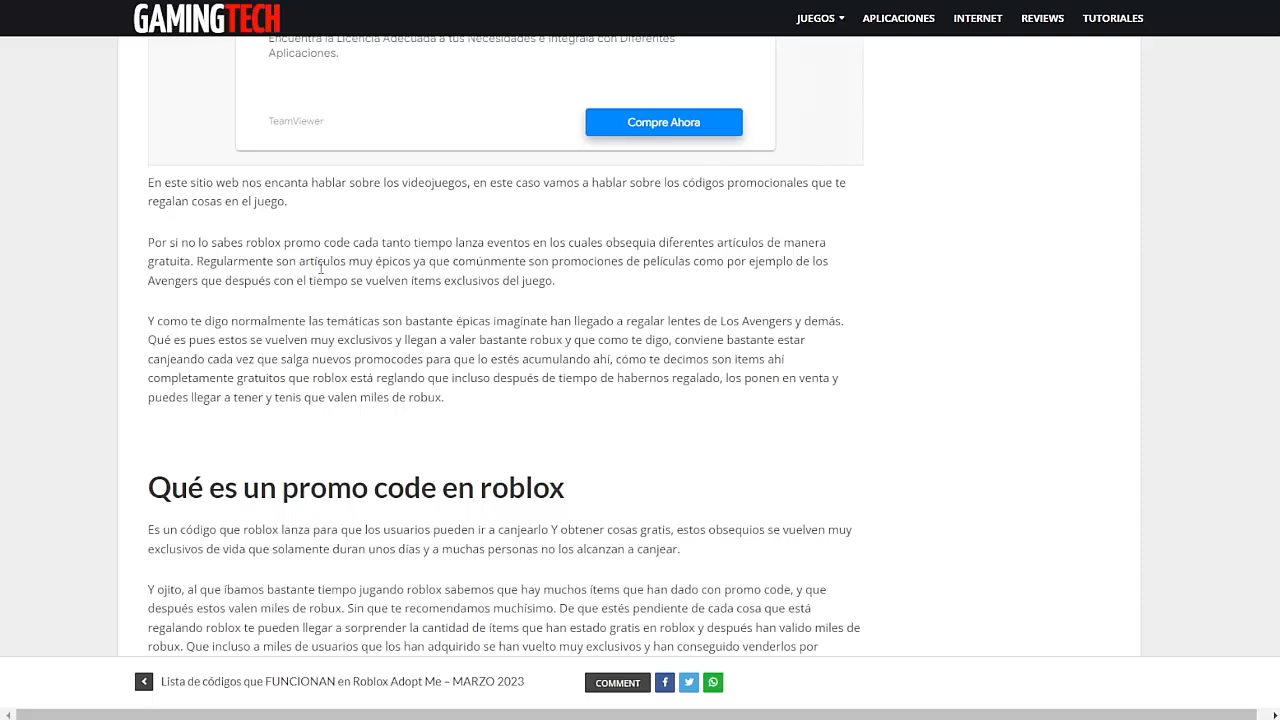 GAMINGTECH
JUEGOS
APLICACIONES
INTERNET
REVIEWS
TUTORIALES
Encuentra la Licencia Adecuada a tus Necesidades e Intégrala con Diferentes
Aplicaciones.
TeamViewer
Compre Ahora
En este sitio web nos encanta hablar sobre los videojuegos, en este caso vamos a hablar sobre los códigos promocionales que te
regalan cosas en el juego.
Por si no lo sabes roblox promo code cada tanto tiempo lanza eventos en los cuales obsequia diferentes artículos de manera
gratuita. Regularmente son artículos muy épicos ya que comúnmente son promociones de películas como por ejemplo de los
Avengers que después con el tiempo se vuelven ítems exclusivos del juego.
Y como te digo normalmente las temáticas son bastante épicas imagínate han llegado a regalar lentes de Los Avengers y demás.
Qué es pues estos se vuelven muy exclusivos y llegan a valer bastante robux y que como te digo, conviene bastante estar
canjeando cada vez que salga nuevos promocodes para que lo estés acumulando ahí, cómo te decimos son items ahí
completamente gratuitos que roblox está reglando que incluso después de tiempo de habernos regalado, los ponen en venta y
puedes llegar a tener y tenis que valen miles de robux.
Qué es un promo code en roblox
Es un código que roblox lanza para que los usuarios pueden ir a canjearlo Y obtener cosas gratis, estos obsequios se vuelven muy
exclusivos de vida que solamente duran unos días y a muchas personas no los alcanzan a canjear.
Y ojito, al que íbamos bastante tiempo jugando roblox sabemos que hay muchos ítems que han dado con promo code, y que
después estos valen miles de robux. Sin que te recomendamos muchísimo. De que estés pendiente de cada cosa que está
regalando roblox te pueden llegar a sorprender la cantidad de ítems que han estado gratis en roblox y después han valido miles de
robux. Que incluso a miles de usuarios que los han adquirido se han vuelto muy exclusivos y han conseguido venderlos por
Lista de códigos que FUNCIONAN en Roblox Adopt Me – MARZO 2023
COMMENT